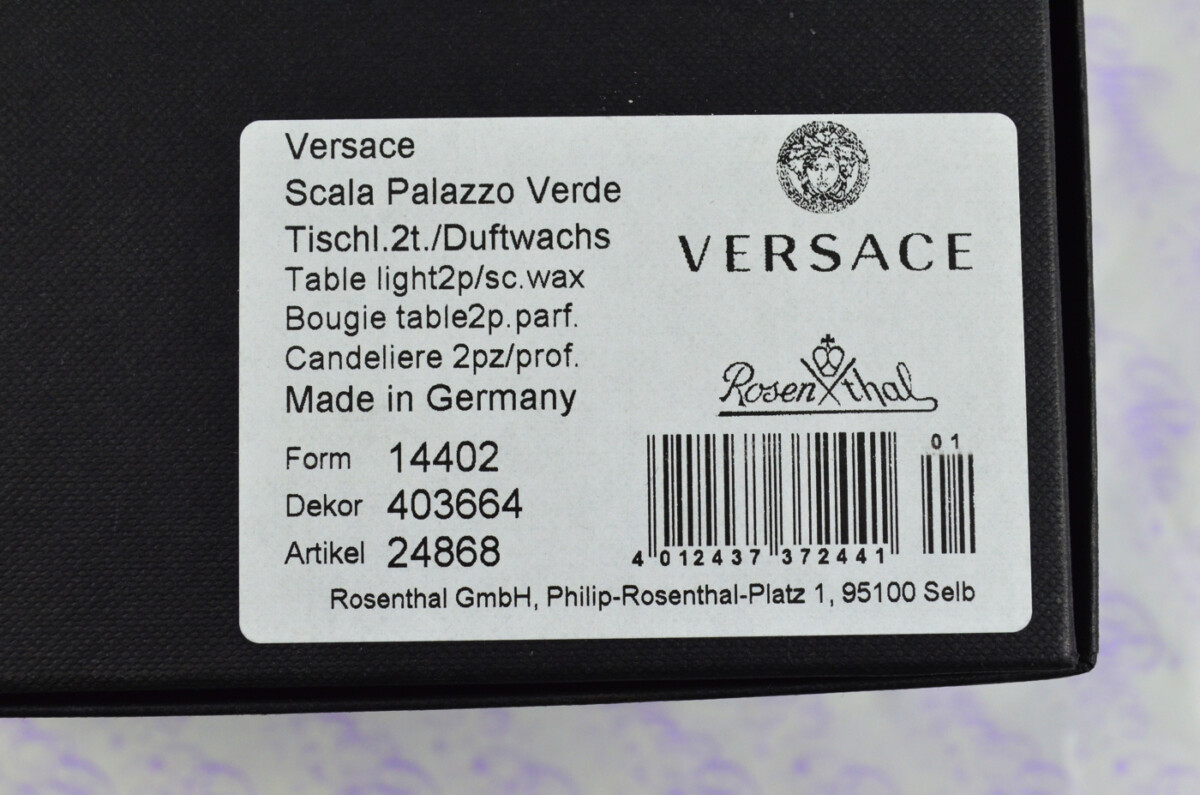 Versace
Scala Palazzo Verde
Tischl.2t./Duftwachs
Table light2p/sc.wax
Bougie table2p.parf.
Candeliere 2pz/prof.
Made in Germany
Form 14402
Dekor 403664
Artikel 24868
VERSACE
Rosenthal
01
4 012437 372441
Rosenthal GmbH, Philip-Rosenthal-Platz 1, 95100 Selb